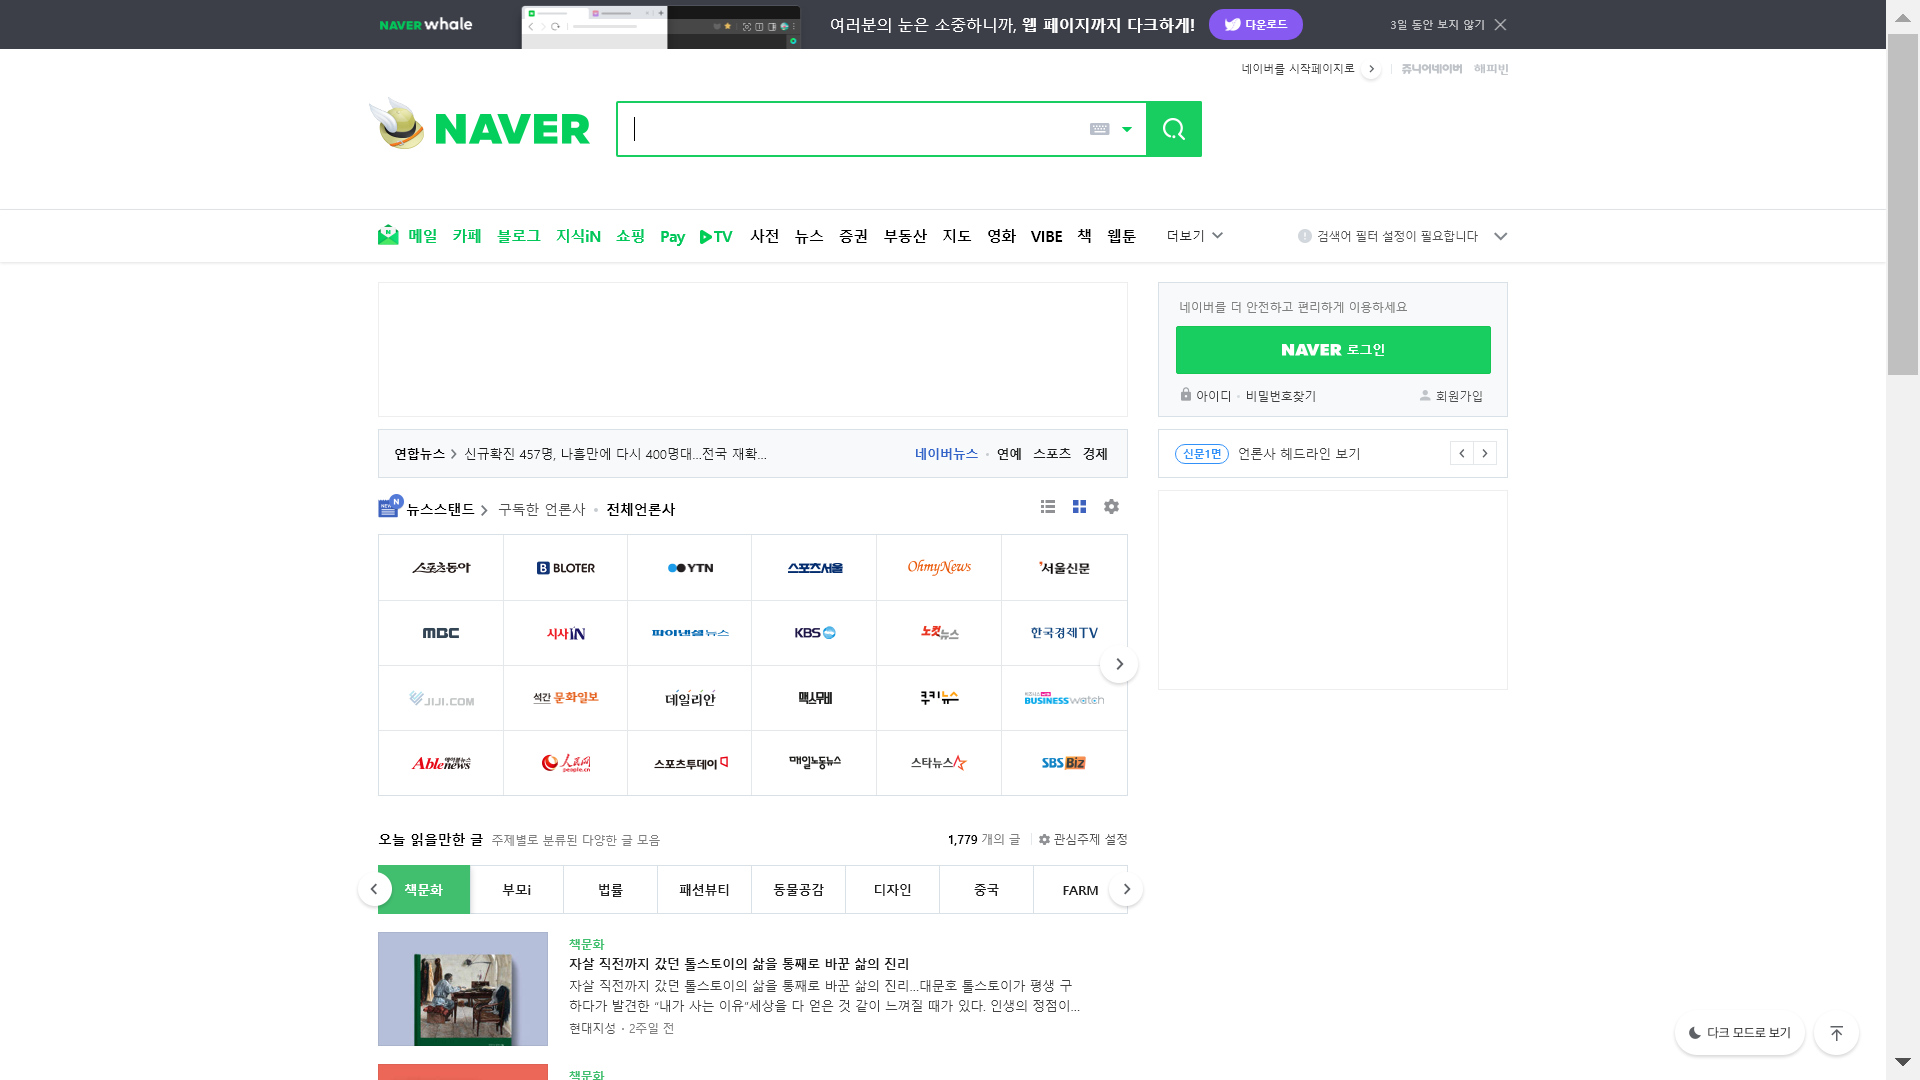 NAVER whale
여러분의 눈은 소중하니까, 웹 페이지까지 다크하게!
다운로드
3일 동안 보지 않기
네이버를 시작페이지로
쥬니어네이버 해피빈
NAVER
메일 카페 블로그 지식iN 쇼핑 Pay TV 사전 뉴스 증권 부동산 지도 영화 VIBE 책 웹툰 더보기
검색어 필터 설정이 필요합니다
네이버를 더 안전하고 편리하게 이용하세요
NAVER 로그인
아이디 비밀번호찾기 회원가입
연합뉴스 신규확진 457명, 나흘만에 다시 400명대...전국 재확...
네이버뉴스 연예 스포츠 경제
신문1면 언론사 헤드라인 보기
뉴스스탠드 구독한 언론사 전체언론사
스포츠동아 BLOTER YTN 스포츠서울 OhmyNews 서울신문
MBC 시사IN 파이낸셜뉴스 KBS 노컷뉴스 한국경제TV
JIJI.COM 석간 문화일보 데일리안 맥스무비 쿠키뉴스 BUSINESSwatch
Ablenews 에이블뉴스 人民网 people.cn 스포츠투데이 매일노동뉴스 스타뉴스 SBS Biz
오늘 읽을만한 글 주제별로 분류된 다양한 글 모음
1,779 개의 글 관심주제 설정
책문화 부모i 법률 패션뷰티 동물공감 디자인 중국 FARM
책문화
자살 직전까지 갔던 톨스토이의 삶을 통째로 바꾼 삶의 진리
자살 직전까지 갔던 톨스토이의 삶을 통째로 바꾼 삶의 진리...대문호 톨스토이가 평생 구
하다가 발견한 “내가 사는 이유”세상을 다 얻은 것 같이 느껴질 때가 있다. 인생의 정점이...
현대지성 · 2주일 전
책문화
다크 모드로 보기